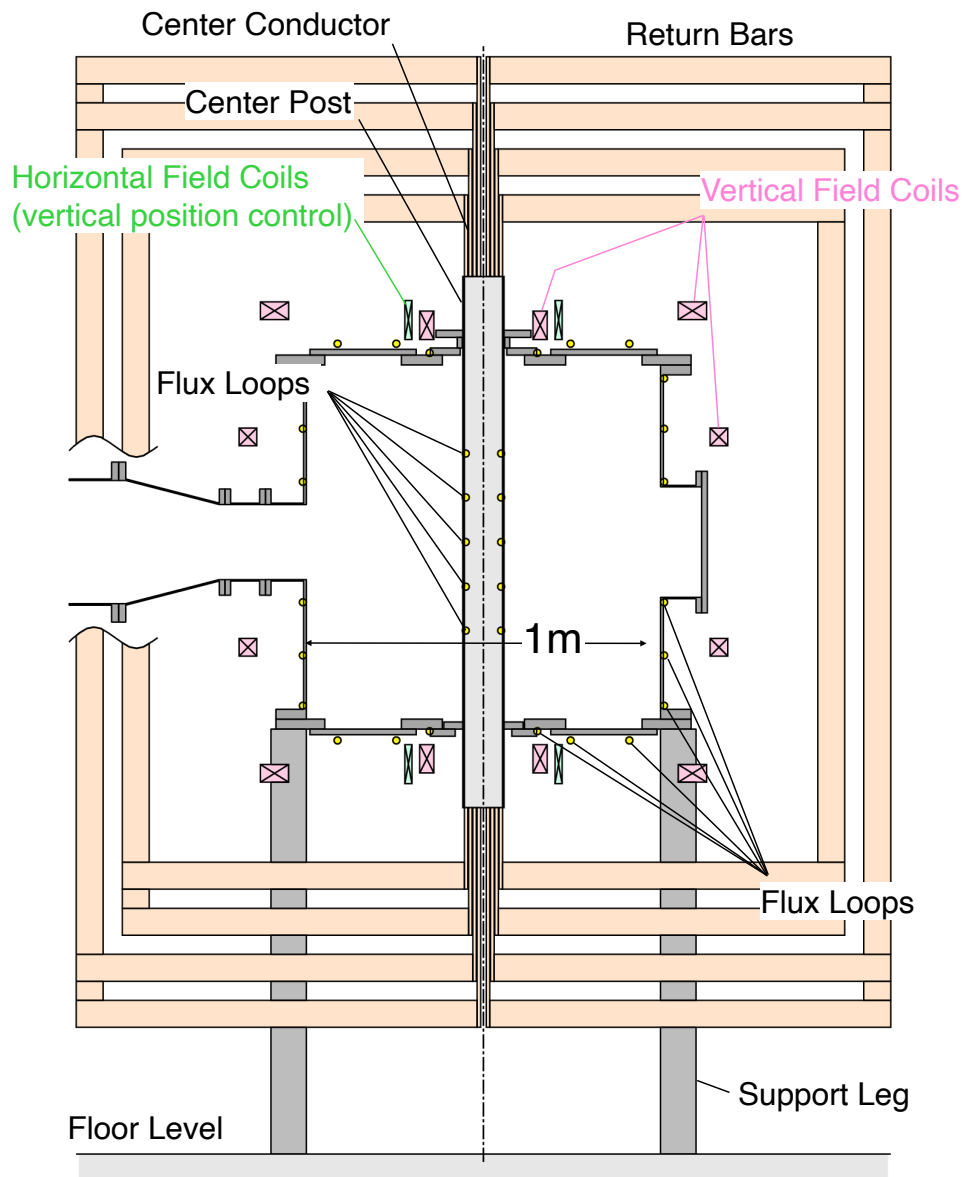 Center Conductor
Return Bars
Center Post
Horizontal Field Coils
(vertical position control)
Vertical Field Coils
Flux Loops
1m
Flux Loops
Support Leg
Floor Level